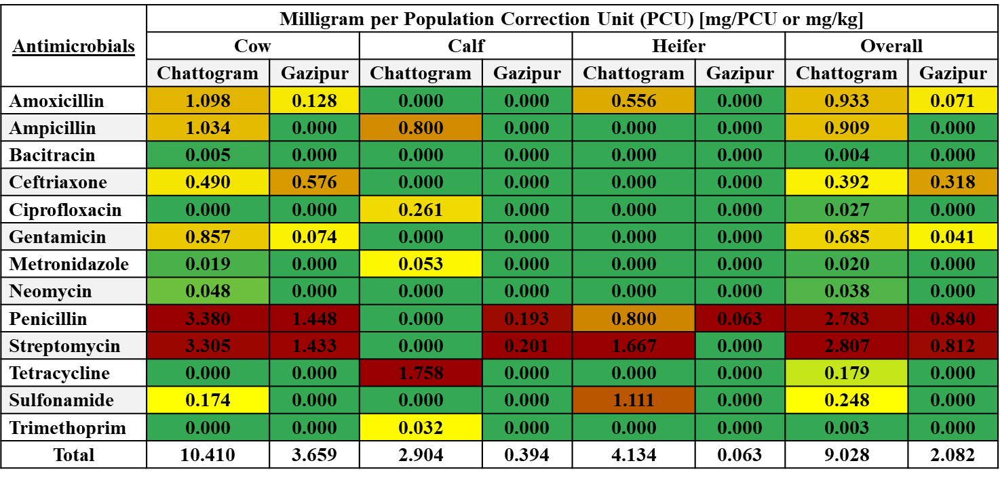 Antimicrobials
Milligram per Population Correction Unit (PCU) [mg/PCU or mg/kg]
Cow Calf Heifer Overall
Chattogram Gazipur Chattogram Gazipur Chattogram Gazipur Chattogram Gazipur
Amoxicillin 1.098 0.128 0.000 0.000 0.556 0.000 0.933 0.071
Ampicillin 1.034 0.000 0.800 0.000 0.000 0.000 0.909 0.000
Bacitracin 0.005 0.000 0.000 0.000 0.000 0.000 0.004 0.000
Ceftriaxone 0.490 0.576 0.000 0.000 0.000 0.000 0.392 0.318
Ciprofloxacin 0.000 0.000 0.261 0.000 0.000 0.000 0.027 0.000
Gentamicin 0.857 0.074 0.000 0.000 0.000 0.000 0.685 0.041
Metronidazole 0.019 0.000 0.053 0.000 0.000 0.000 0.020 0.000
Neomycin 0.048 0.000 0.000 0.000 0.000 0.000 0.038 0.000
Penicillin 3.380 1.448 0.000 0.193 0.800 0.063 2.783 0.840
Streptomycin 3.305 1.433 0.000 0.201 1.667 0.000 2.807 0.812
Tetracycline 0.000 0.000 1.758 0.000 0.000 0.000 0.179 0.000
Sulfonamide 0.174 0.000 0.000 0.000 1.111 0.000 0.248 0.000
Trimethoprim 0.000 0.000 0.032 0.000 0.000 0.000 0.003 0.000
Total 10.410 3.659 2.904 0.394 4.134 0.063 9.028 2.082